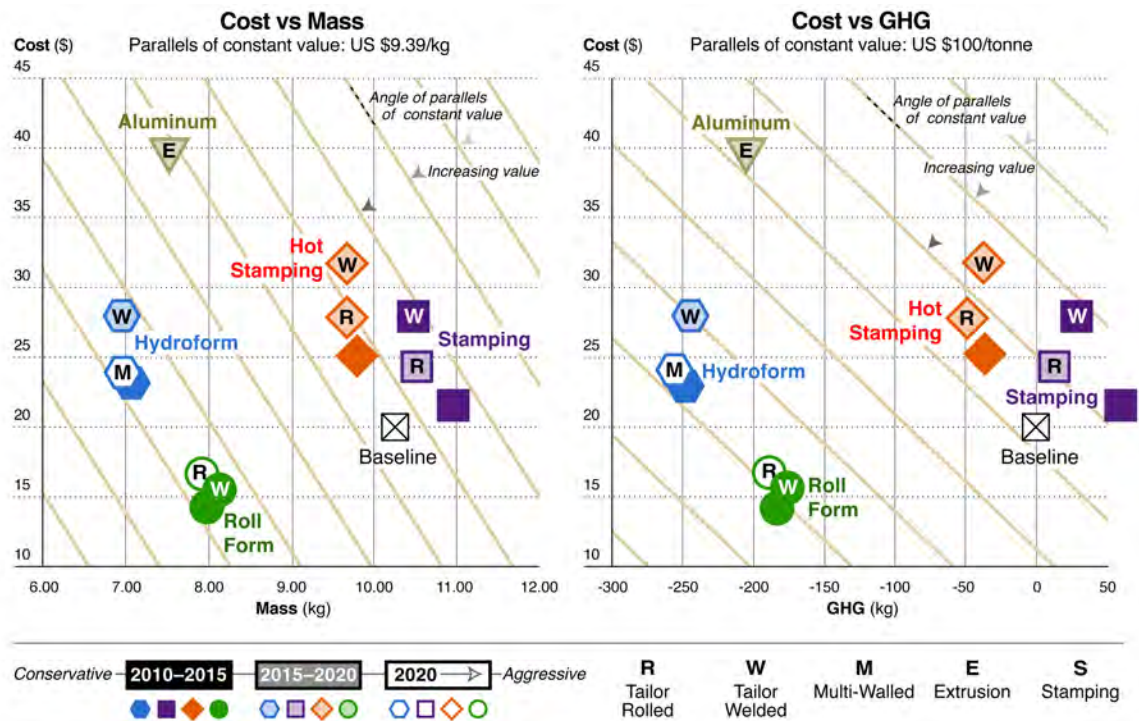 Cost vs Mass
Cost ($) Parallels of constant value: US $9.39/kg
45
40
35
30
25
20
15
10
6.00 7.00 8.00 9.00 10.00 11.00 12.00
Mass (kg)
Angle of parallels
of constant value
Increasing value
Aluminum
E
Hot
Stamping
W
R
W
Stamping
R
W
Hydroform
M
Baseline
R
W
Roll
Form
Cost vs GHG
Cost ($) Parallels of constant value: US $100/tonne
45
40
35
30
25
20
15
10
-300 -250 -200 -150 -100 -50 0 50
GHG (kg)
Angle of parallels
of constant value
Increasing value
Aluminum
E
W
Hot
Stamping
R
W
R
Stamping
W
M
Hydroform
Baseline
R
W
Roll
Form
Conservative 2010–2015 2015–2020 2020 Aggressive
R W M E S
Tailor Tailor Multi-Walled Extrusion Stamping
Rolled Welded